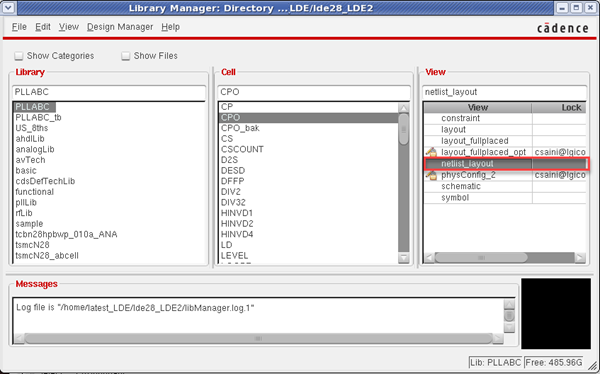 Library Manager: Directory ...LDE/lde28_LDE2
File Edit View Design Manager Help
cādence
Show Categories Show Files
Library
PLLABC
PLLABC
PLLABC_tb
US_8ths
ahdlLib
analogLib
avTech
basic
cdsDefTechLib
functional
pllLib
rfLib
sample
tcbn28hpbwp_010a_ANA
tsmcN28
tsmcN28_abcell
Cell
CPO
CP
CPO
CPO_bak
CS
CSCOUNT
D2S
DESD
DFFP
DIV2
DIV32
HINVD1
HINVD2
HINVD4
LD
LEVEL
View
netlist_layout
View Lock
constraint
layout
layout_fullplaced
layout_fullplaced_opt csaini@lgico
netlist_layout
physConfig_2 csaini@lgico
schematic
symbol
Messages
Log file is "/home/latest_LDE/lde28_LDE2/libManager.log.1"
Lib: PLLABC Free: 485.96G